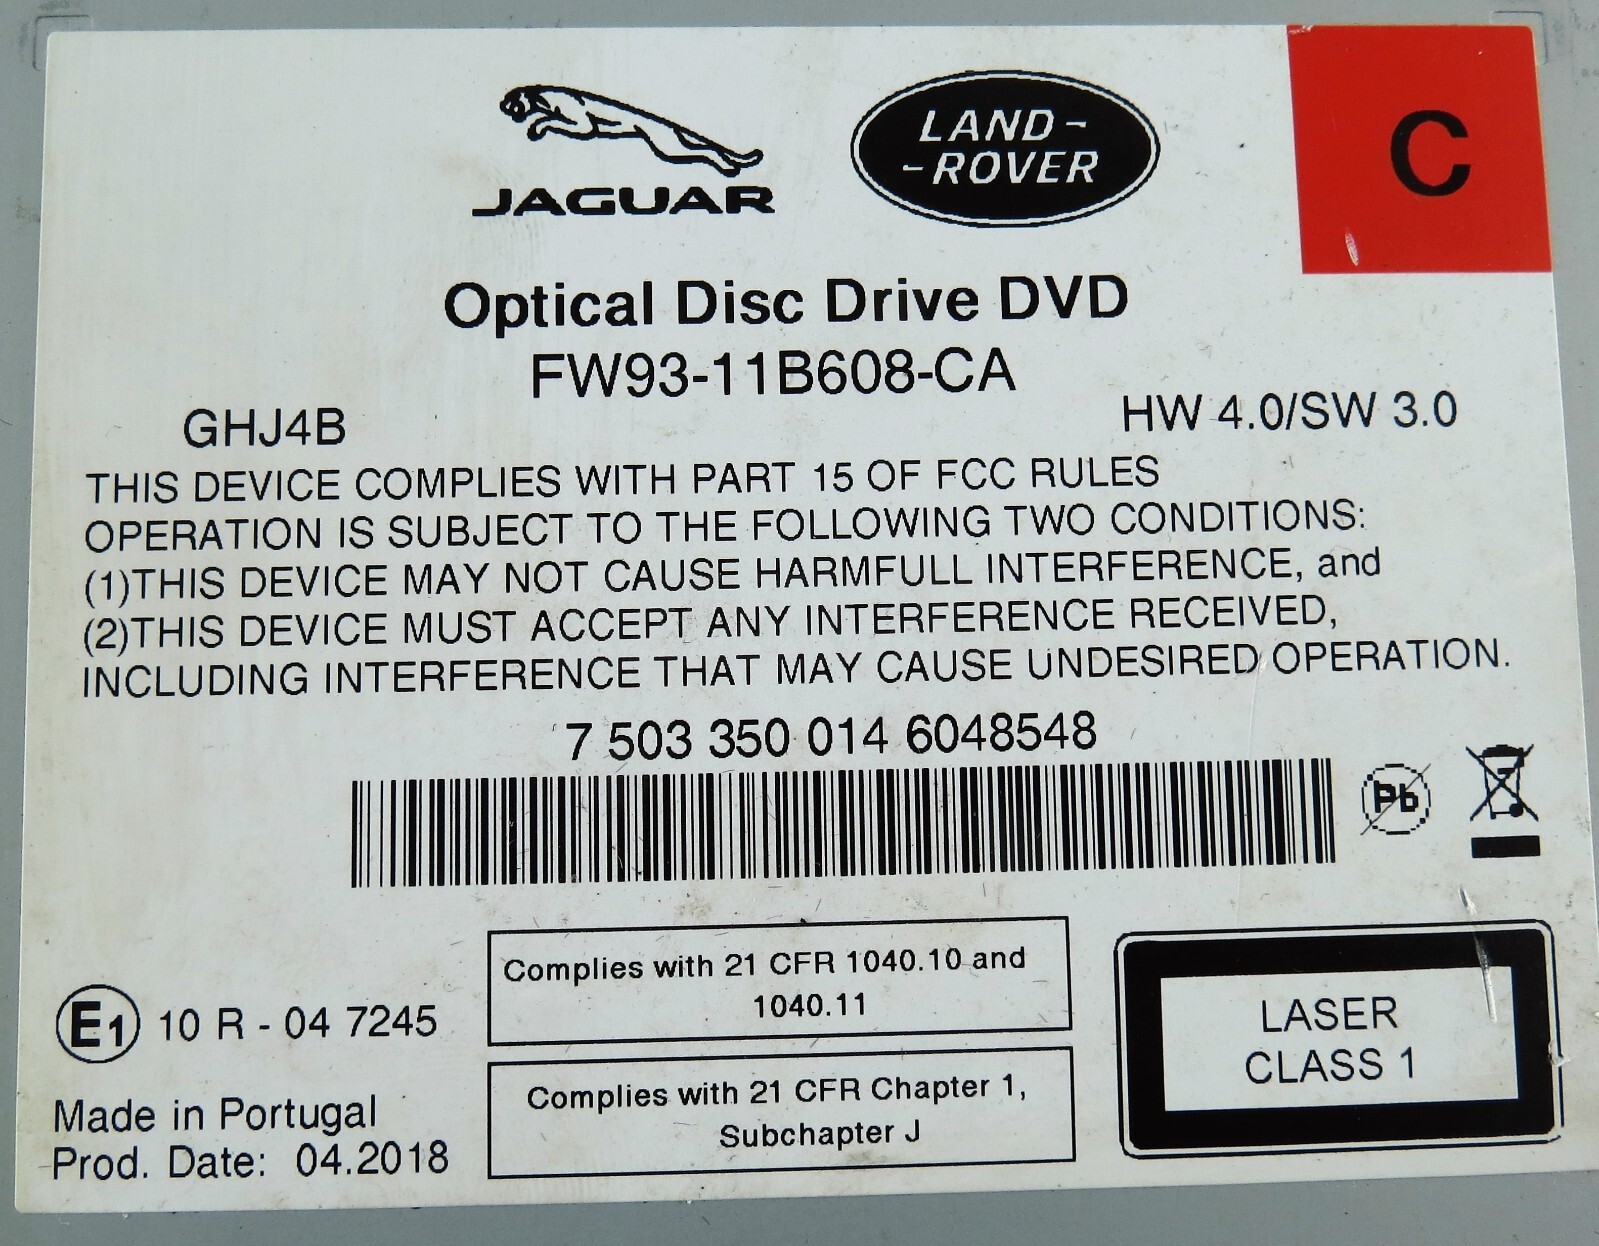 JAGUAR
LAND-
-ROVER
C
Optical Disc Drive DVD
FW93-11B608-CA
GHJ4B
HW 4.0/SW 3.0
THIS DEVICE COMPLIES WITH PART 15 OF FCC RULES
OPERATION IS SUBJECT TO THE FOLLOWING TWO CONDITIONS:
(1)THIS DEVICE MAY NOT CAUSE HARMFULL INTERFERENCE, and
(2)THIS DEVICE MUST ACCEPT ANY INTERFERENCE RECEIVED,
INCLUDING INTERFERENCE THAT MAY CAUSE UNDESIRED OPERATION.
7 503 350 014 6048548
Pb
E1 10 R - 04 7245
Made in Portugal
Prod. Date: 04.2018
Complies with 21 CFR 1040.10 and
1040.11
Complies with 21 CFR Chapter 1,
Subchapter J
LASER
CLASS 1